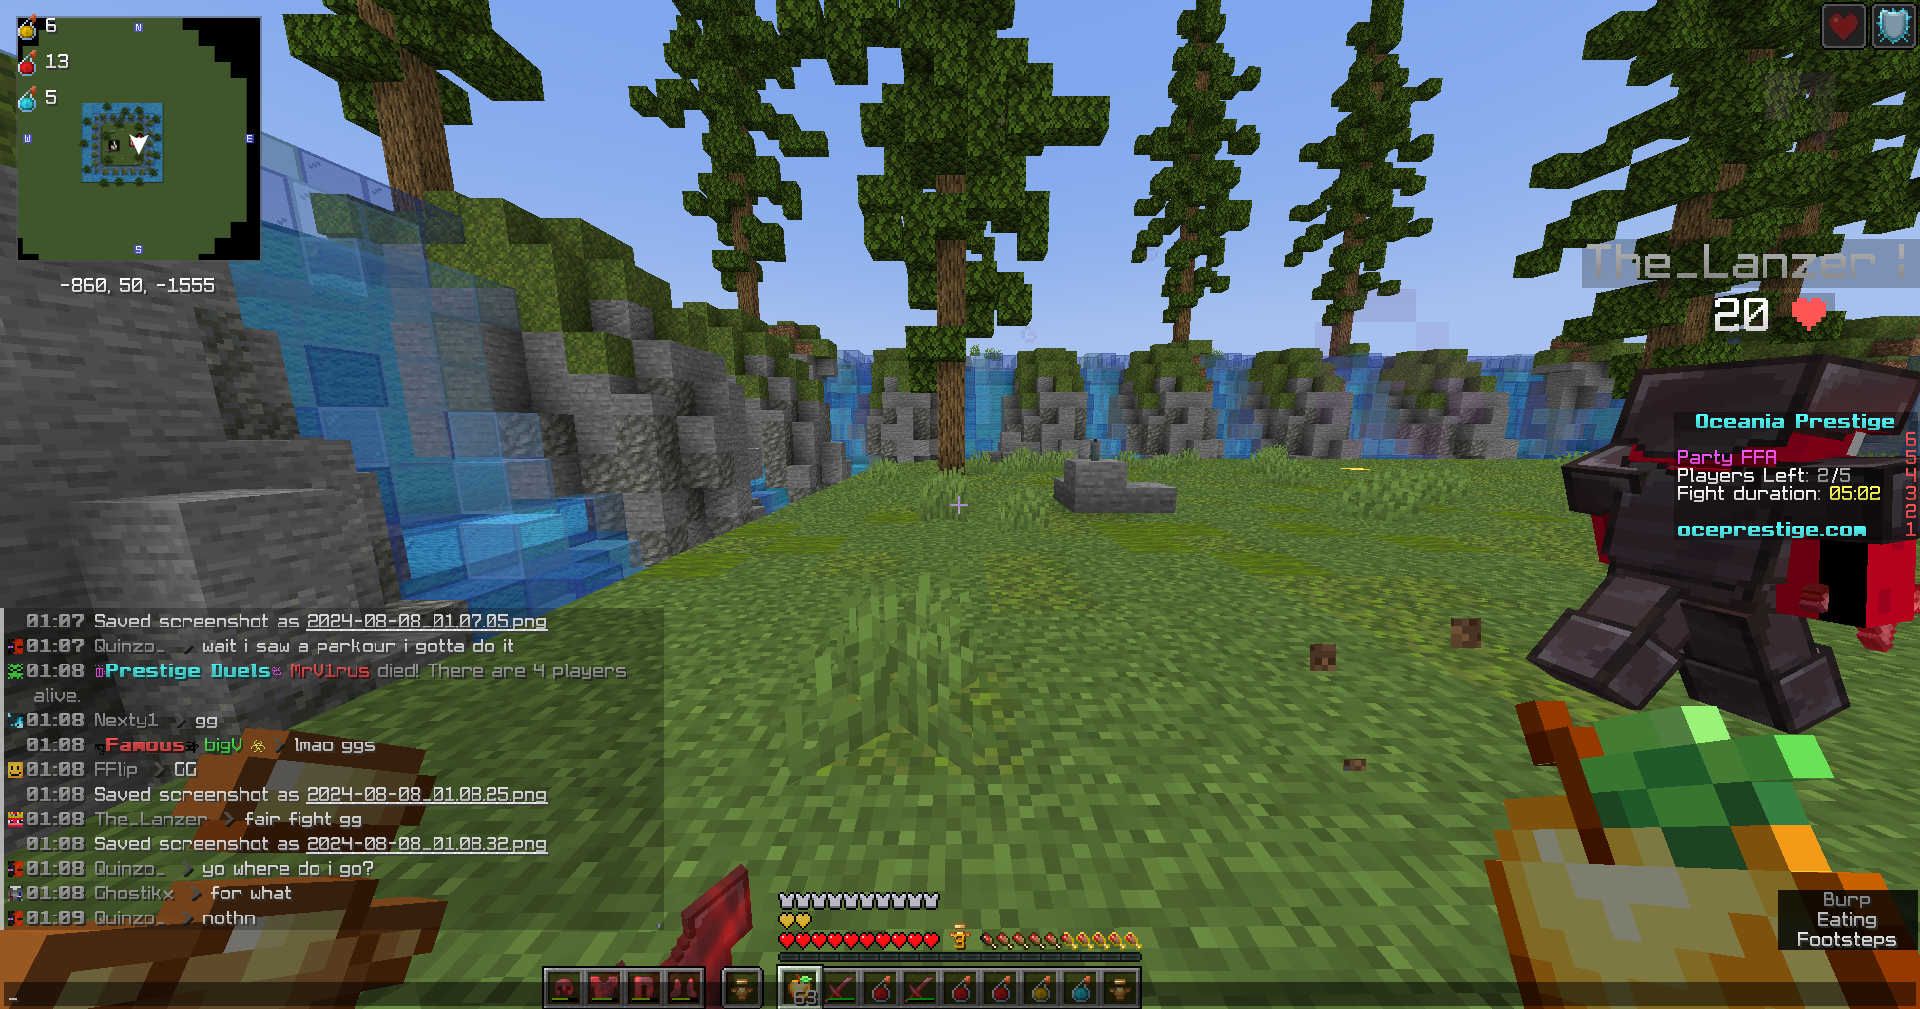 6
N
13
5
W
E
S
-860, 50, -1555
The_Lanzer
20
Oceania Prestige
6
Party FFA
5
Players Left: 2/5
4
Fight duration: 05:02
3
2
oceprestige.com
1
01:07 Saved screenshot as 2024-08-08_01.07.05.png
01:07 Quinzo_ > wait i saw a parkour i gotta do it
01:08 Prestige Duels MrV1rus died! There are 4 players
alive.
01:08 Nexty1 > gg
01:08 Famous bigV > lmao ggs
01:08 FFlip > GG
01:08 Saved screenshot as 2024-08-08_01.08.25.png
01:08 The_Lanzer > fair fight gg
01:08 Saved screenshot as 2024-08-08_01.08.32.png
01:08 Quinzo_ > yo where do i go?
01:08 Ghostikx > for what
01:09 Quinzo_ > nothn
Burp
Eating
Footsteps
63